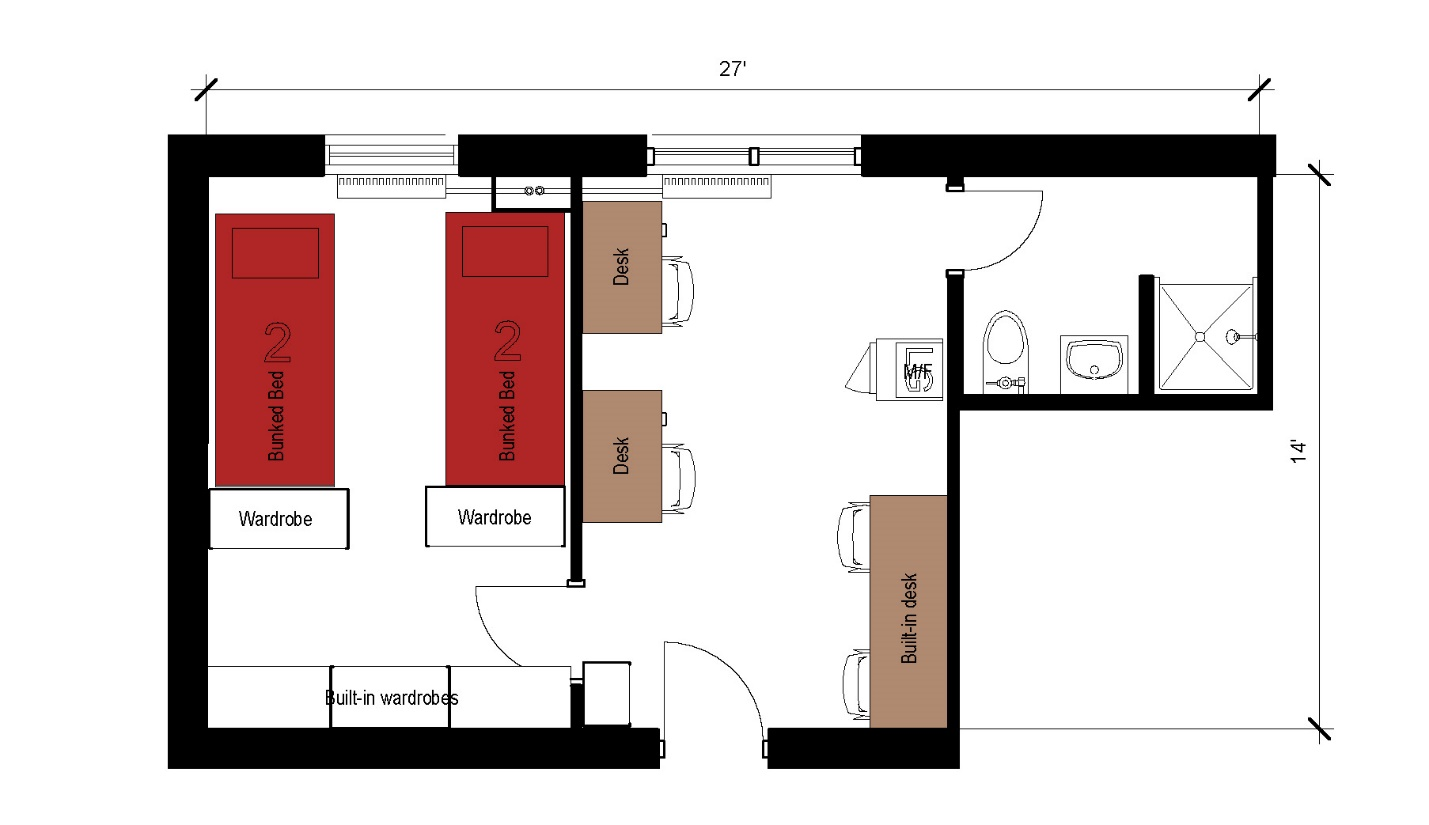 27'
Desk
2
Bunked Bed
2
Bunked Bed
M/F
Desk
14'
Wardrobe
Wardrobe
Built-in desk
Built-in wardrobes